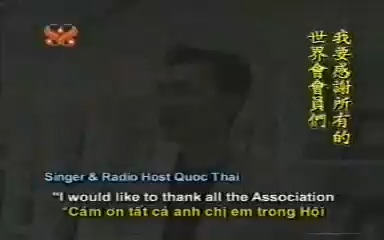 我要感謝所有的
世界會會員們
Singer & Radio Host Quoc Thai
"I would like to thank all the Association
"Cám ơn tất cả anh chị em trong Hội